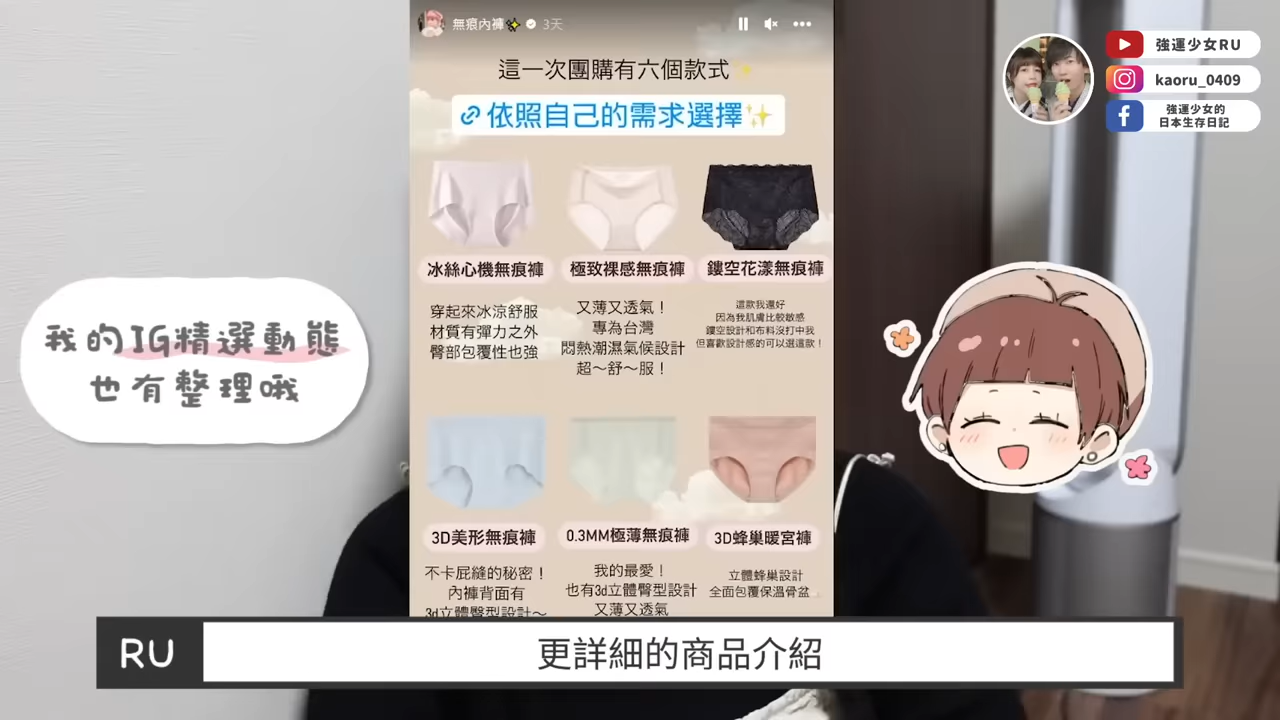 無痕內褲✨ 3天
這一次團購有六個款式✨
依照自己的需求選擇✨
冰絲心機無痕褲
穿起來冰涼舒服
材質有彈力之外
臀部包覆性也強
極致裸感無痕褲
又薄又透氣！
專為台灣
悶熱潮濕氣候設計
超～舒～服！
鏤空花漾無痕褲
這款我還好
因為我肌膚比較敏感
鏤空設計和布料沒打中我
但喜歡設計感的可以選這款！
3D美形無痕褲
不卡屁縫的秘密！
內褲背面有
3d立體臀型設計～
0.3MM極薄無痕褲
我的最愛！
也有3d立體臀型設計
又薄又透氣
3D蜂巢暖宮褲
立體蜂巢設計
全面包覆保溫骨盆
我的IG精選動態
也有整理哦
強運少女RU
kaoru_0409
強運少女的
日本生存日記
RU
更詳細的商品介紹